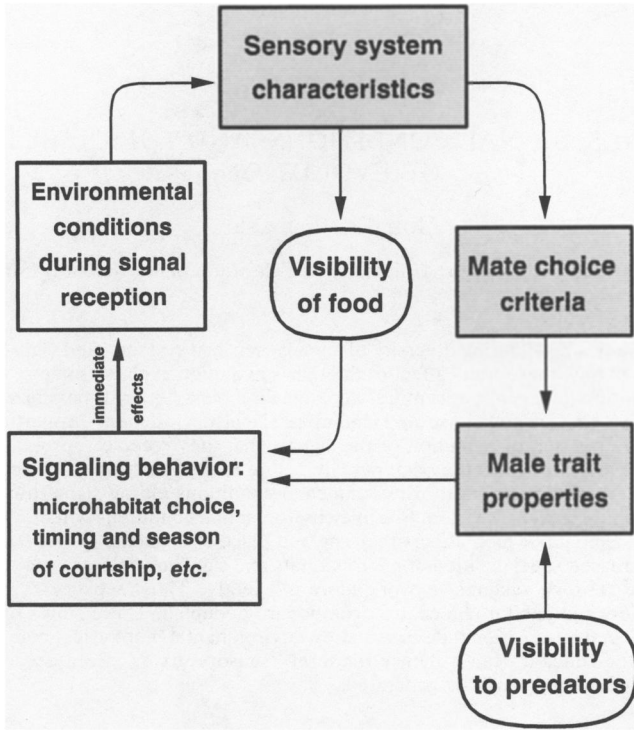 Sensory system
characteristics
Environmental
conditions
during signal
reception
Visibility
of food
Mate choice
criteria
immediate
effects
Signaling behavior:
microhabitat choice,
timing and season
of courtship, etc.
Male trait
properties
Visibility
to predators